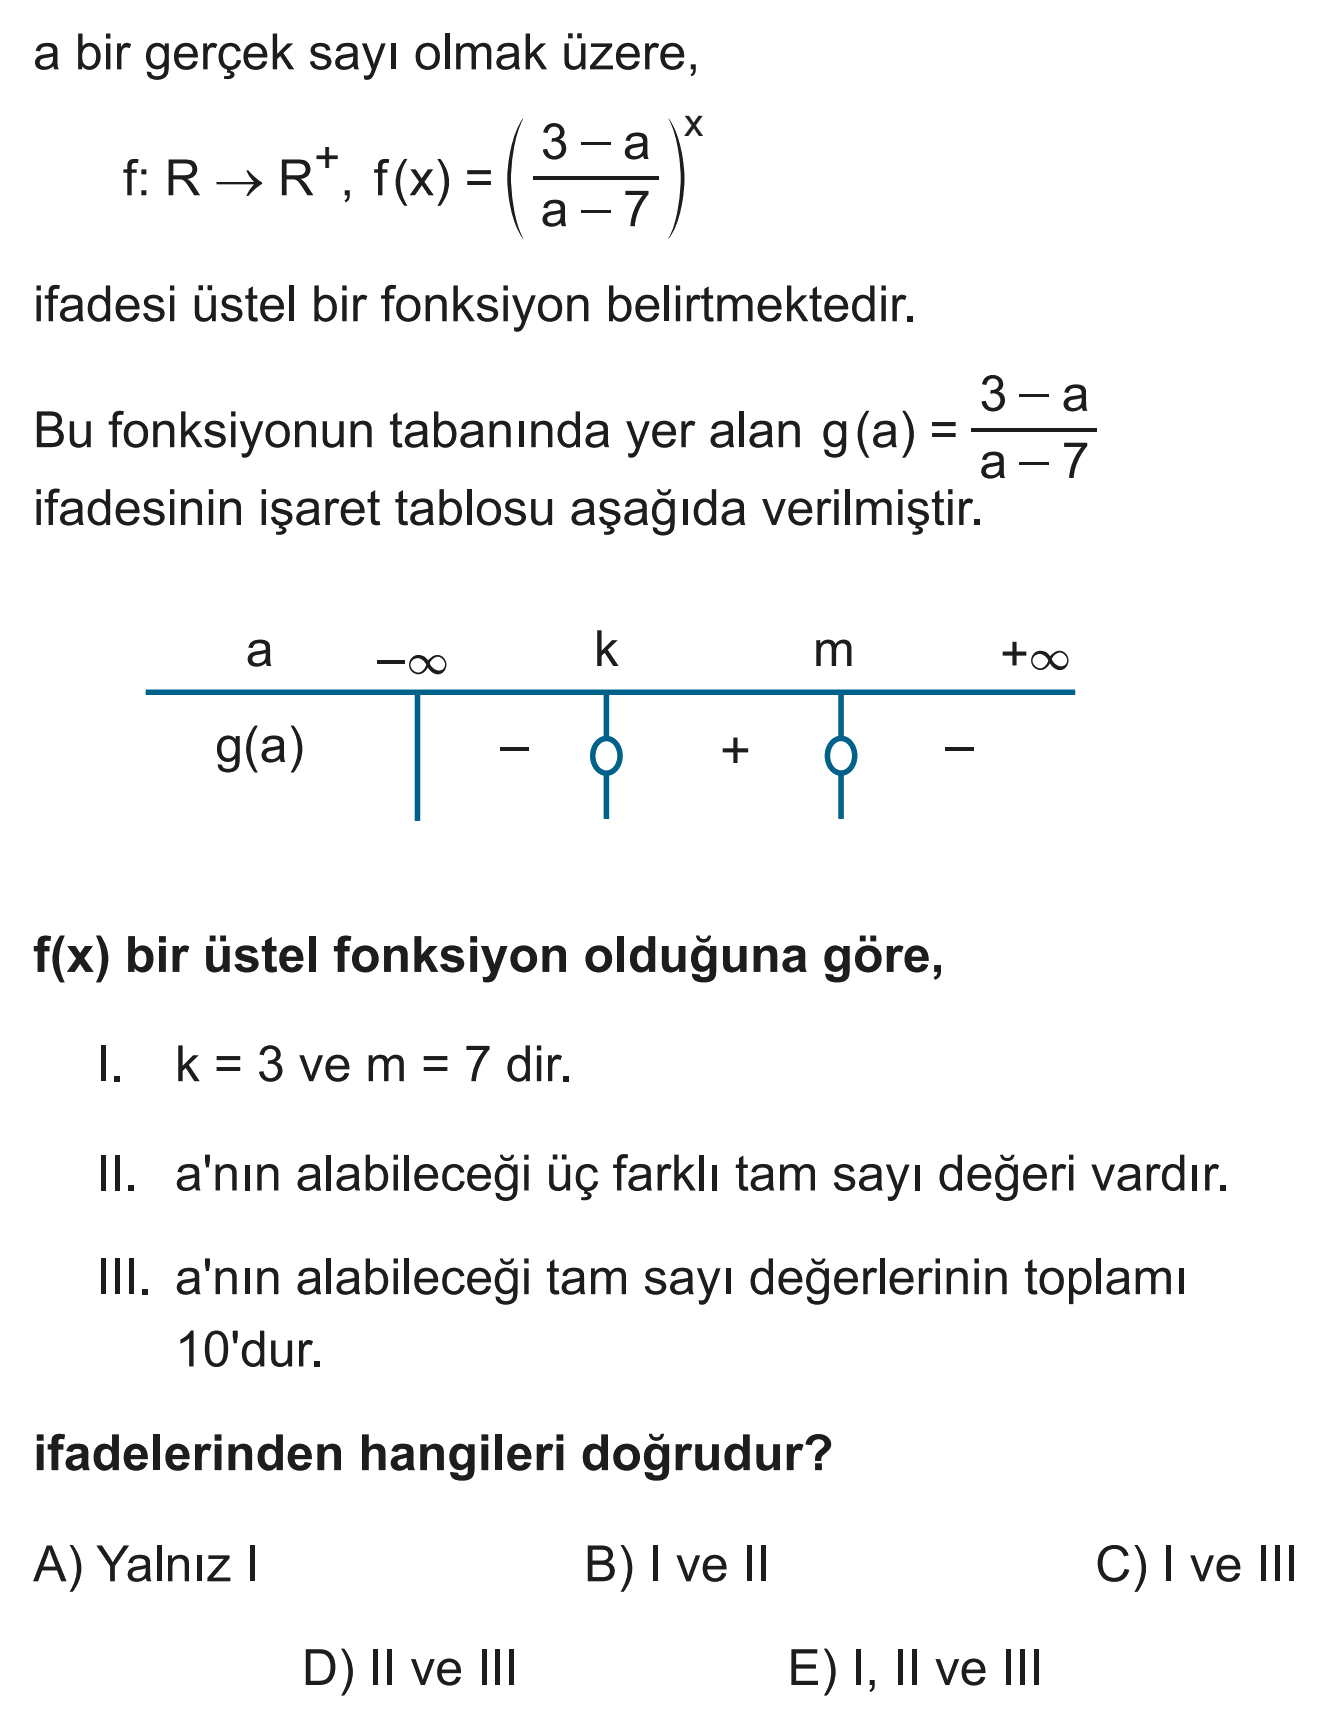 a bir gerçek sayı olmak üzere,
f: R → R⁺, f(x) = ((3 – a)/(a – 7))ˣ
ifadesi üstel bir fonksiyon belirtmektedir.
Bu fonksiyonun tabanında yer alan g(a) = (3 – a)/(a – 7)
ifadesinin işaret tablosu aşağıda verilmiştir.
a –∞ k m +∞
g(a) – + –
f(x) bir üstel fonksiyon olduğuna göre,
I. k = 3 ve m = 7 dir.
II. a'nın alabileceği üç farklı tam sayı değeri vardır.
III. a'nın alabileceği tam sayı değerlerinin toplamı
10'dur.
ifadelerinden hangileri doğrudur?
A) Yalnız I B) I ve II C) I ve III
D) II ve III E) I, II ve III